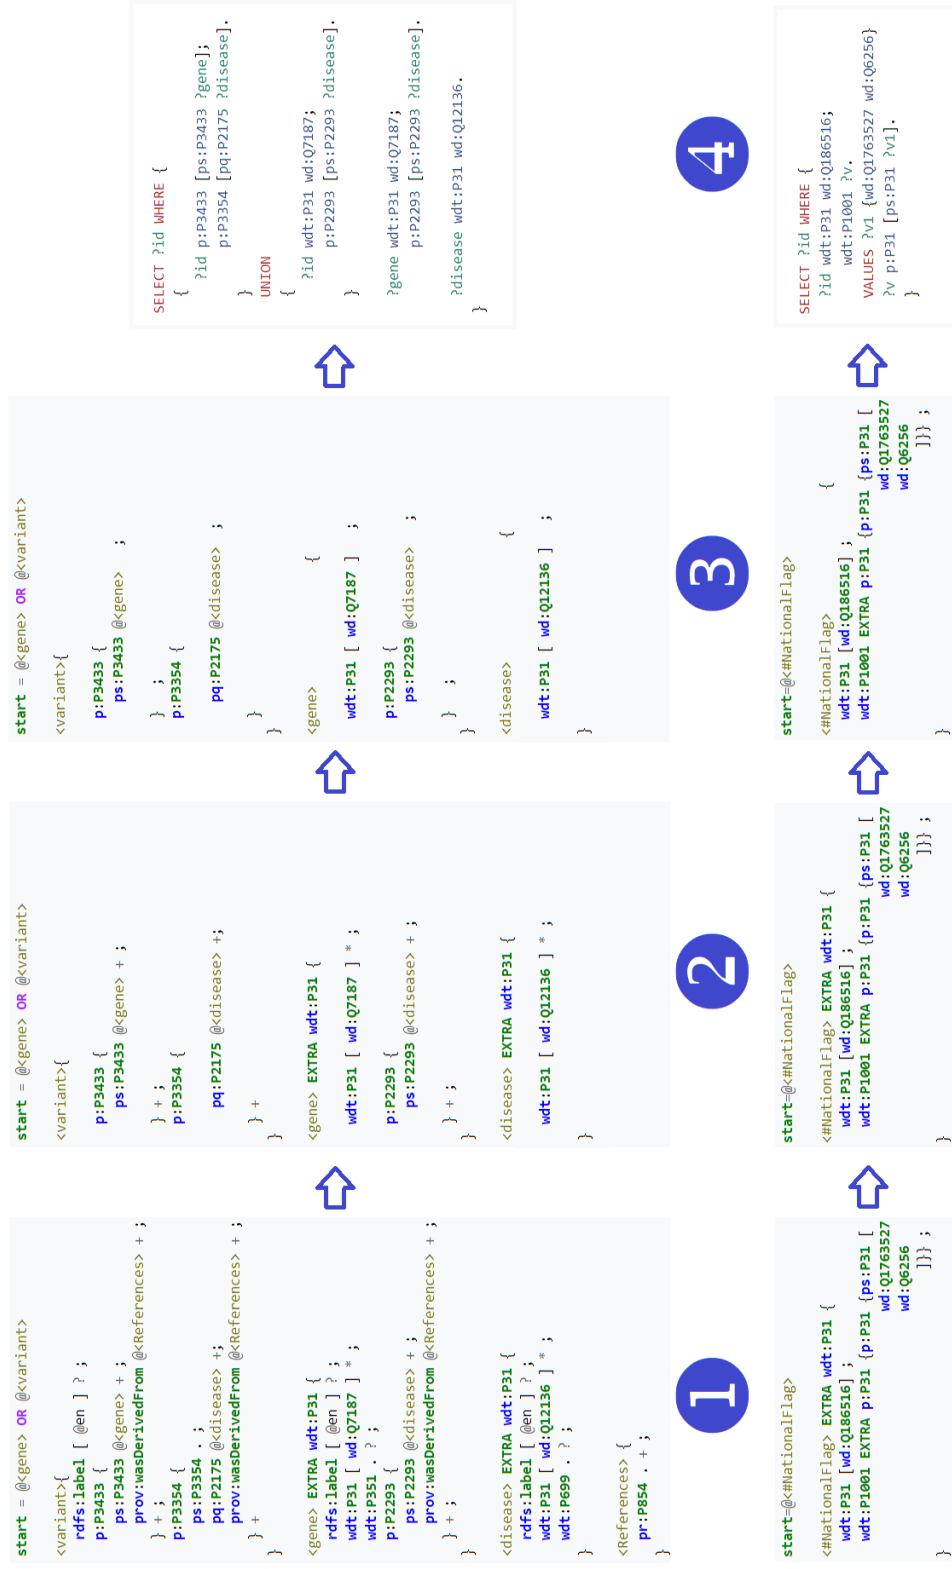 start = @<gene> OR @<variant>
<variant>{
rdfs:label [ @en ] ? ;
p:P3433 {
ps:P3433 @<gene> + ;
prov:wasDerivedFrom @<References> + ;
} + ;
p:P3354 {
ps:P3354 . ;
pq:P2175 @<disease> +;
prov:wasDerivedFrom @<References> + ;
} +
}
<gene> EXTRA wdt:P31 {
rdfs:label [ @en ] ? ;
wdt:P31 [ wd:Q7187 ] * ;
wdt:P351 . ? ;
p:P2293 {
ps:P2293 @<disease> + ;
prov:wasDerivedFrom @<References> + ;
} + ;
}
<disease> EXTRA wdt:P31 {
rdfs:label [ @en ] ? ;
wdt:P31 [ wd:Q12136 ] * ;
wdt:P699 . ? ;
}
<References> {
pr:P854 . + ;
}
start = @<gene> OR @<variant>
<variant>{
p:P3433 {
ps:P3433 @<gene> + ;
} + ;
p:P3354 {
pq:P2175 @<disease> +;
} +
}
<gene> EXTRA wdt:P31 {
wdt:P31 [ wd:Q7187 ] * ;
p:P2293 {
ps:P2293 @<disease> + ;
} + ;
}
<disease> EXTRA wdt:P31 {
wdt:P31 [ wd:Q12136 ] * ;
}
start = @<gene> OR @<variant>
<variant>{
p:P3433 {
ps:P3433 @<gene> ;
} ;
p:P3354 {
pq:P2175 @<disease> ;
}
}
<gene> {
wdt:P31 [ wd:Q7187 ] ;
p:P2293 {
ps:P2293 @<disease> ;
} ;
}
<disease> {
wdt:P31 [ wd:Q12136 ] ;
}
SELECT ?id WHERE {
{
?id p:P3433 [ps:P3433 ?gene];
p:P3354 [pq:P2175 ?disease].
}
UNION
{
?id wdt:P31 wd:Q7187;
p:P2293 [ps:P2293 ?disease].
}
?gene wdt:P31 wd:Q7187;
p:P2293 [ps:P2293 ?disease].
?disease wdt:P31 wd:Q12136.
}
1
2
3
4
start=@<#NationalFlag>
<#NationalFlag> EXTRA wdt:P31 {
wdt:P31 [wd:Q186516] ;
wdt:P1001 EXTRA p:P31 {p:P31 {ps:P31 [
wd:Q1763527
wd:Q6256
]}} ;
}
start=@<#NationalFlag>
<#NationalFlag> EXTRA wdt:P31 {
wdt:P31 [wd:Q186516] ;
wdt:P1001 EXTRA p:P31 {p:P31 {ps:P31 [
wd:Q1763527
wd:Q6256
]}} ;
}
start=@<#NationalFlag>
<#NationalFlag> {
wdt:P31 [wd:Q186516] ;
wdt:P1001 EXTRA p:P31 {p:P31 {ps:P31 [
wd:Q1763527
wd:Q6256
]}} ;
}
SELECT ?id WHERE {
?id wdt:P31 wd:Q186516;
wdt:P1001 ?v.
VALUES ?v1 {wd:Q1763527 wd:Q6256}
?v p:P31 [ps:P31 ?v1].
}